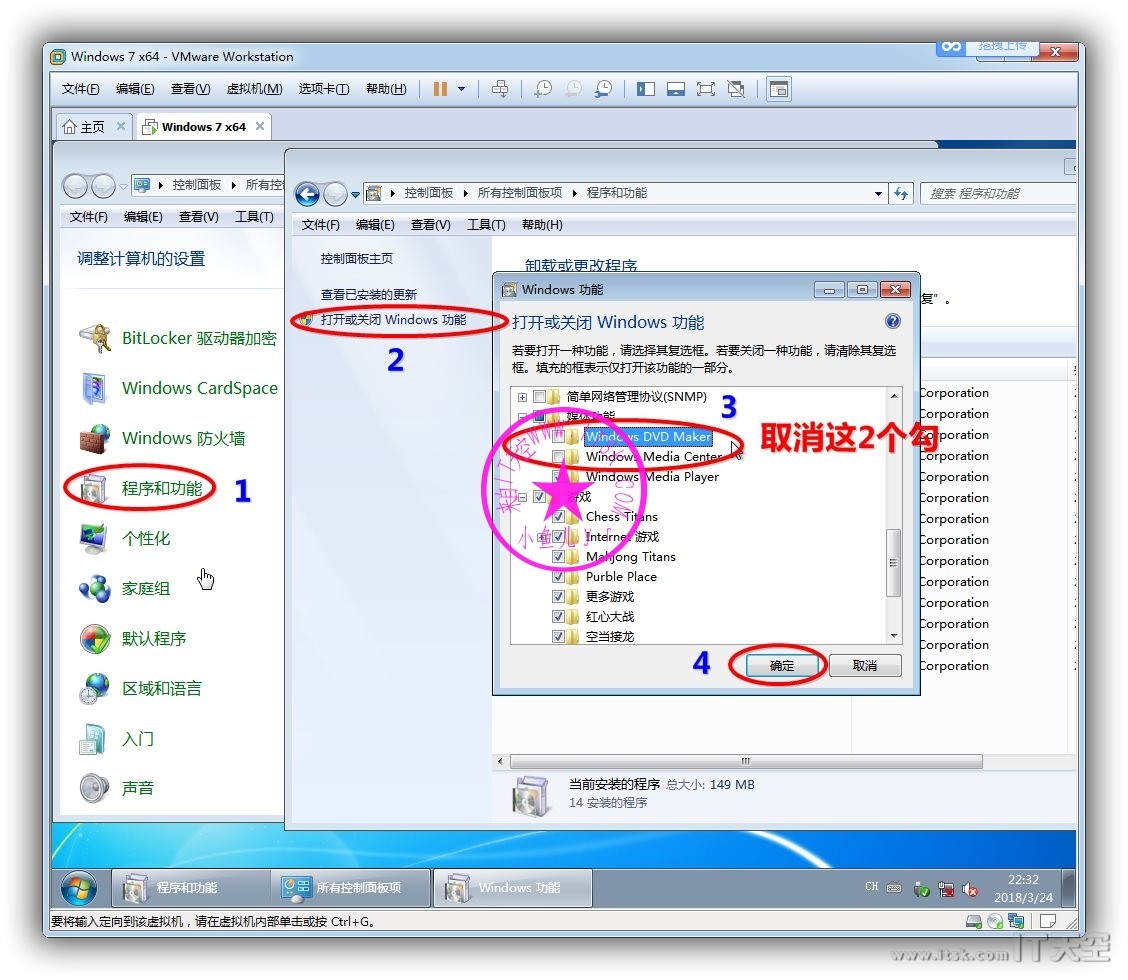 Windows 7 x64 - VMware Workstation
拖拽上传
文件(F) 编辑(E) 查看(V) 虚拟机(M) 选项卡(T) 帮助(H)
主页 Windows 7 x64
控制面板 所有控
文件(F) 编辑(E) 查看(V) 工具(T)
调整计算机的设置
BitLocker 驱动器加密
Windows CardSpace
Windows 防火墙
程序和功能 1
个性化
家庭组
默认程序
区域和语言
入门
声音
控制面板 所有控制面板项 程序和功能
搜索 程序和功能
文件(F) 编辑(E) 查看(V) 工具(T) 帮助(H)
控制面板主页
查看已安装的更新
打开或关闭 Windows 功能
2
卸载或更改程序
复”。
Windows 功能
打开或关闭 Windows 功能
若要打开一种功能，请选择其复选框。若要关闭一种功能，请清除其复选
框。填充的框表示仅打开该功能的一部分。
简单网络管理协议(SNMP)
3
媒体功能
Windows DVD Maker
取消这2个勾
Windows Media Center
Windows Media Player
游戏
Chess Titans
Internet 游戏
Mahjong Titans
Purble Place
更多游戏
红心大战
空当接龙
4
确定 取消
小鱼儿yr
Corporation
Corporation
Corporation
Corporation
Corporation
Corporation
Corporation
Corporation
Corporation
Corporation
Corporation
Corporation
Corporation
Corporation
当前安装的程序 总大小: 149 MB
14 安装的程序
程序和功能 所有控制面板项 Windows 功能
CH
22:32
2018/3/24
要将输入定向到该虚拟机，请在虚拟机内部单击或按 Ctrl+G。
www.itsk.com IT天空